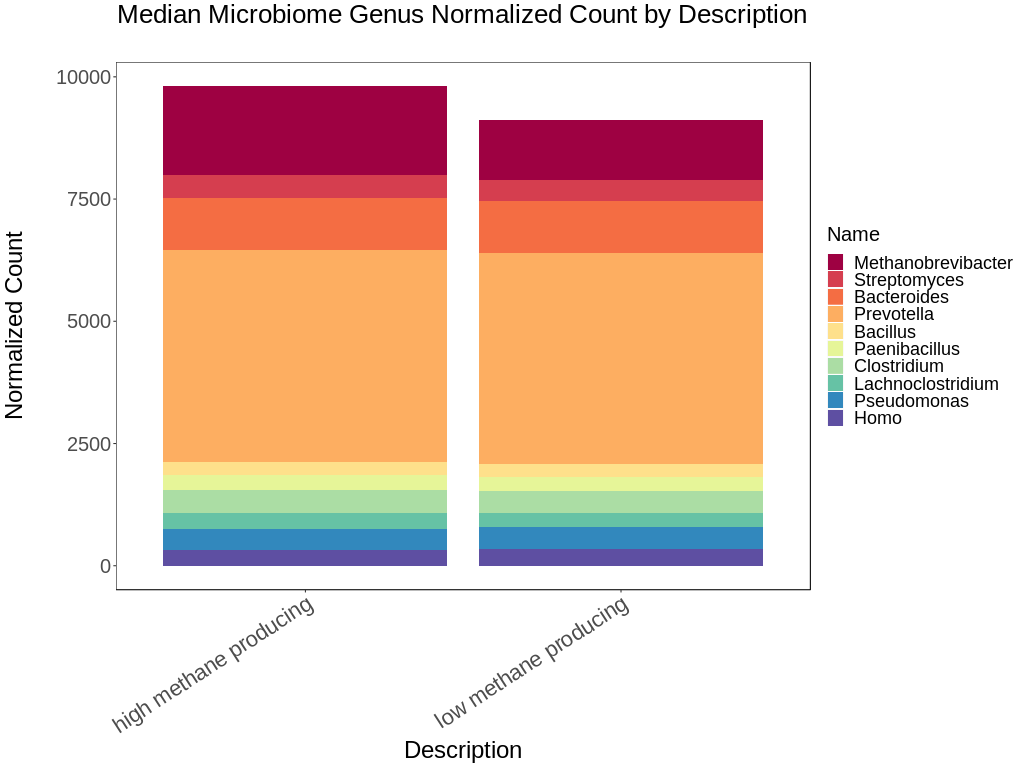 Median Microbiome Genus Normalized Count by Description
10000
7500
5000
2500
0
Normalized Count
high methane producing
low methane producing
Description
Name
Methanobrevibacter
Streptomyces
Bacteroides
Prevotella
Bacillus
Paenibacillus
Clostridium
Lachnoclostridium
Pseudomonas
Homo